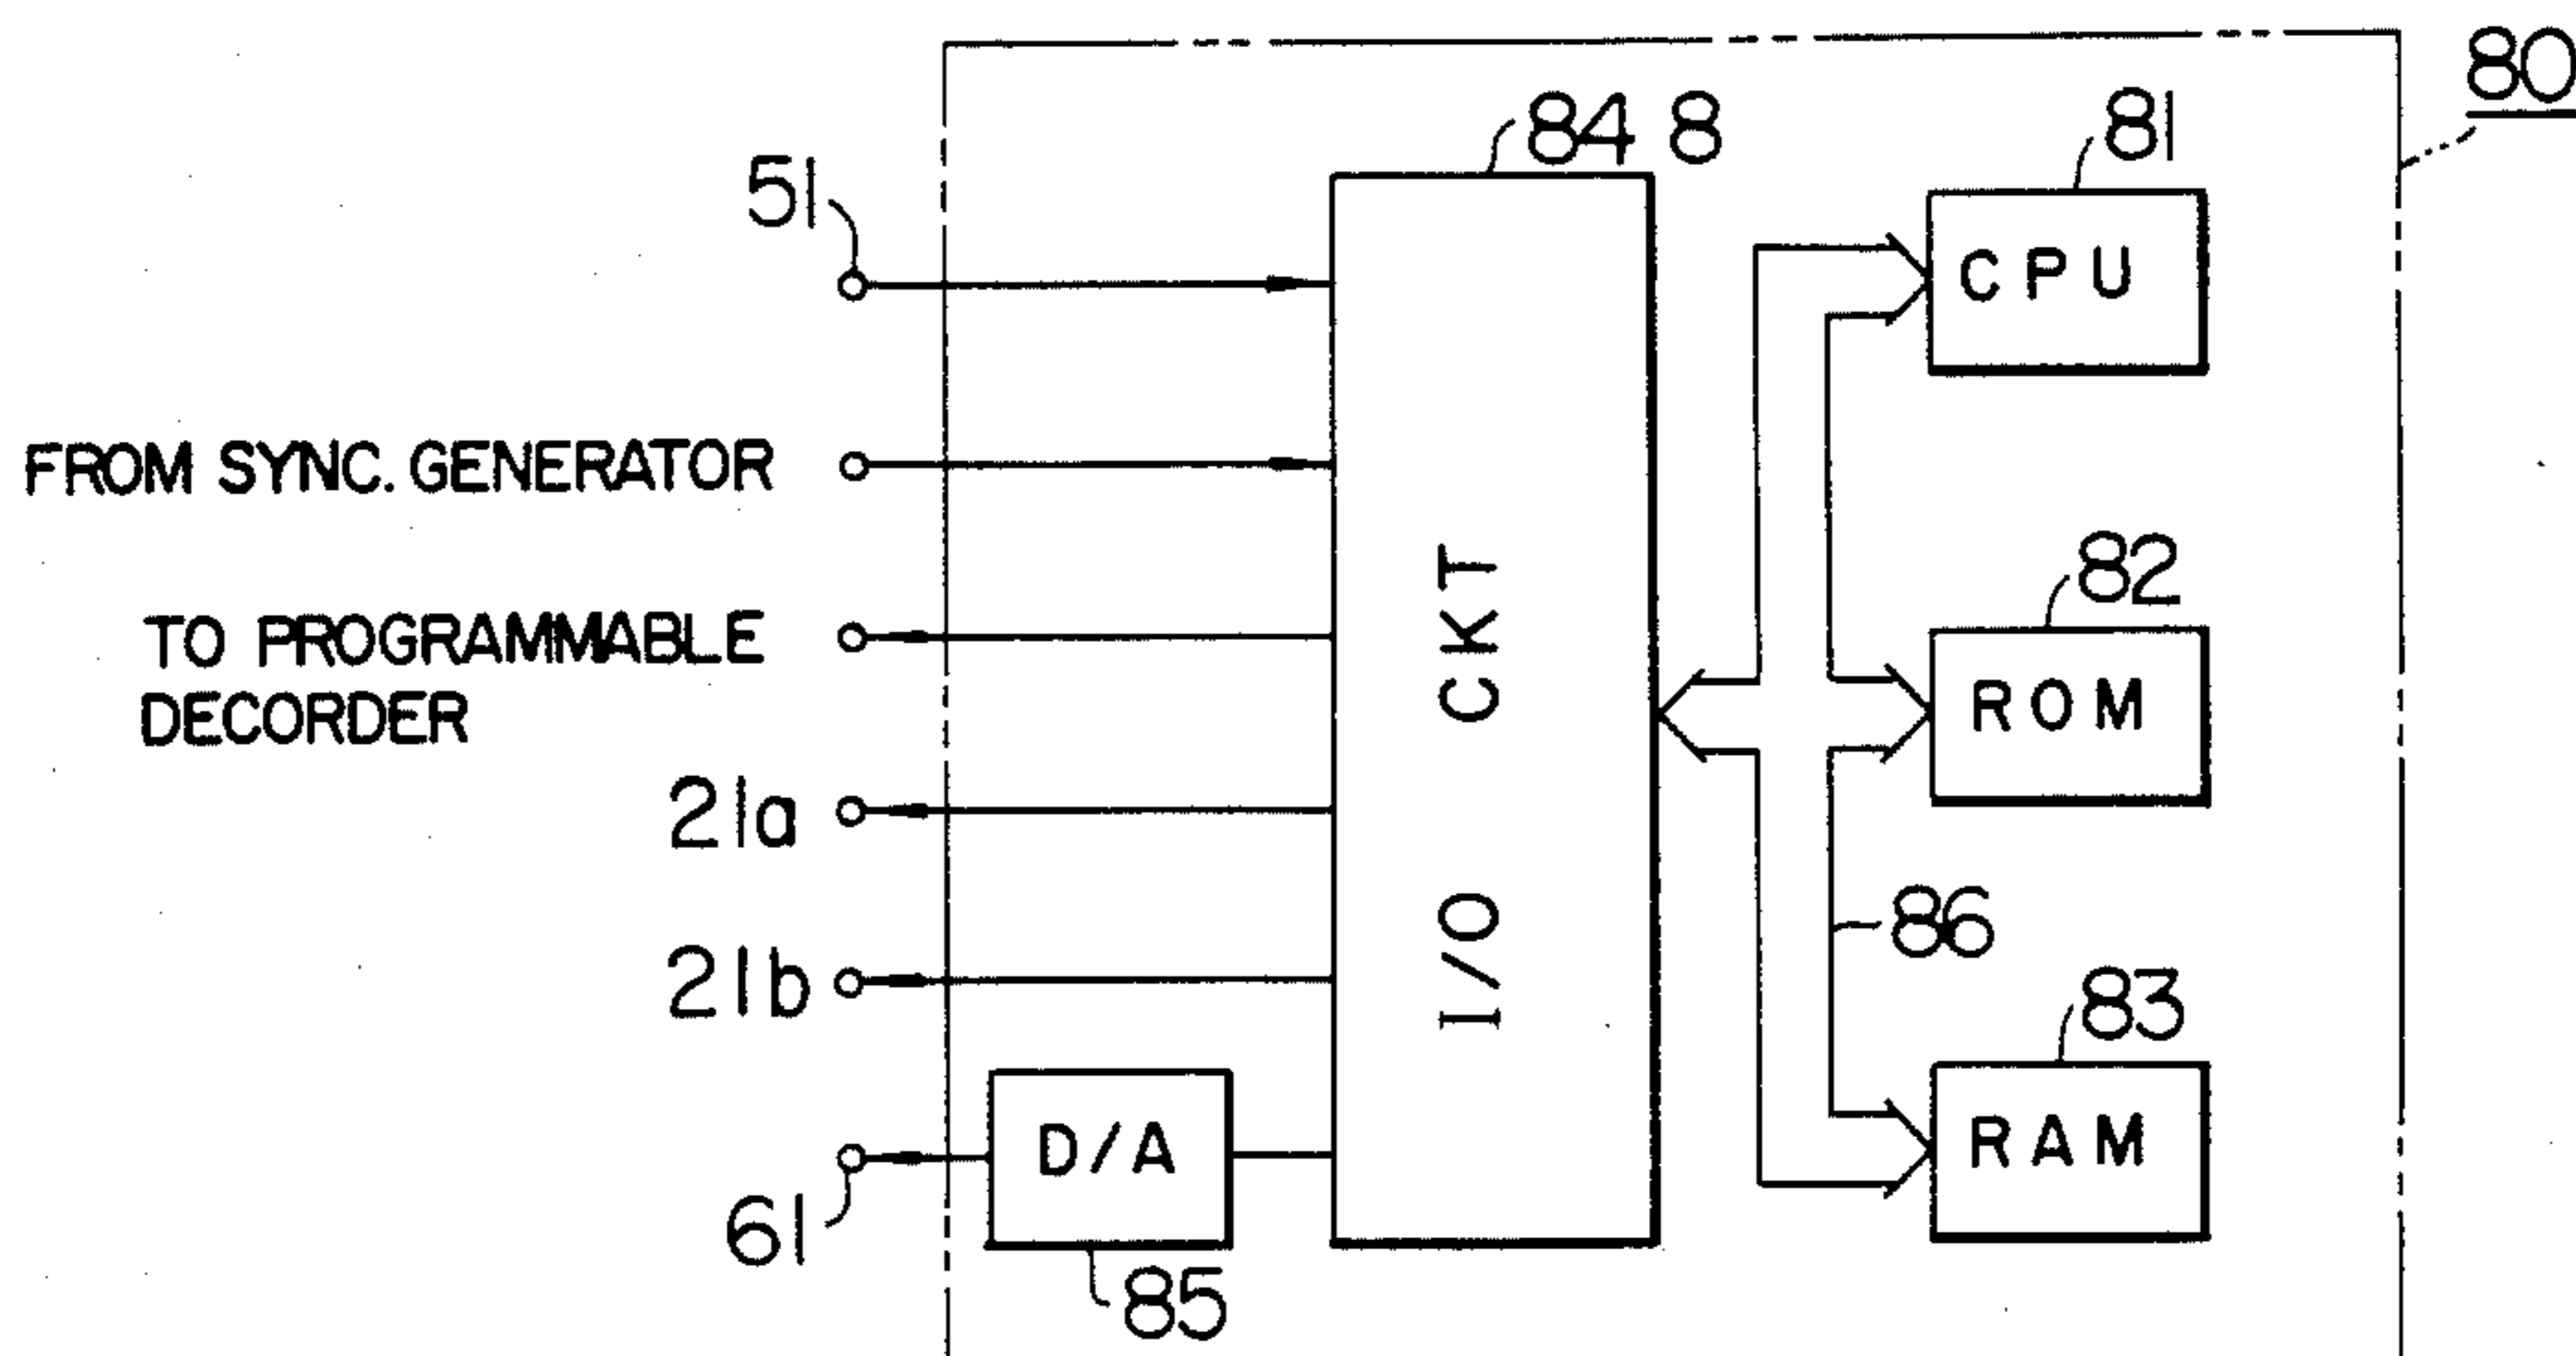 80
84 8
81
51
CPU
FROM SYNC. GENERATOR
82
TO PROGRAMMABLE
DECORDER
ROM
I/O CKT
21a
86
21b
83
D/A
RAM
61
85